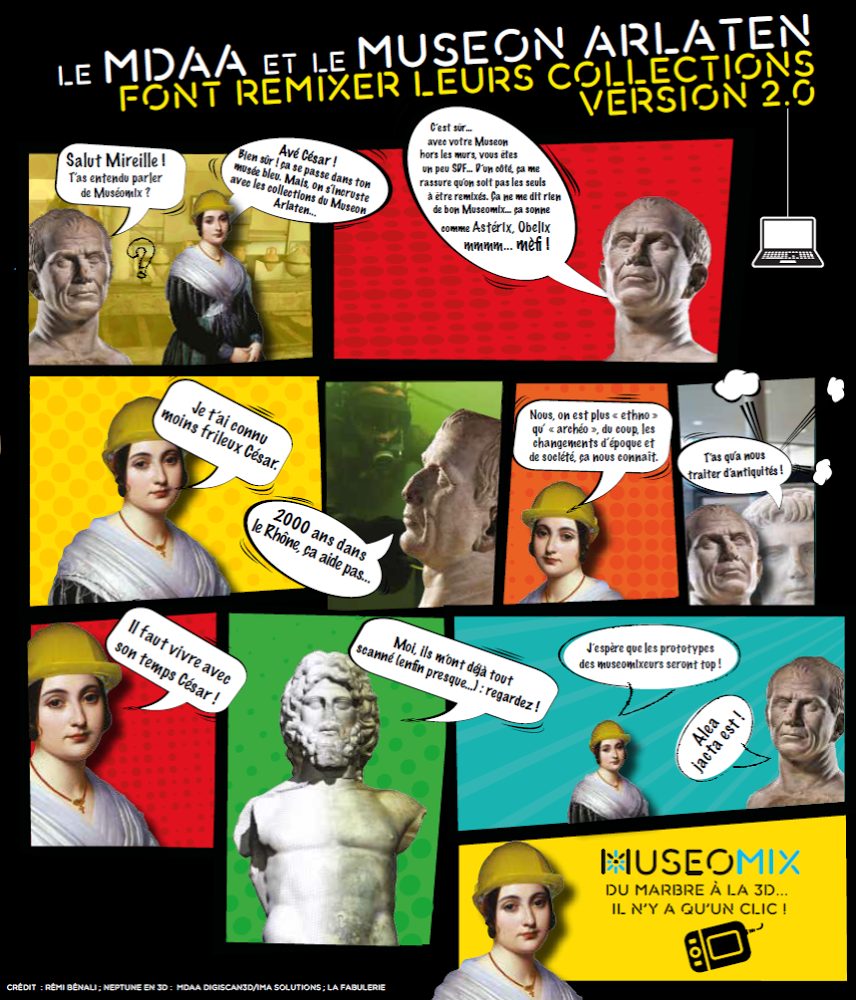 LE MDAA ET LE MUSEON ARLATEN
FONT REMIXER LEURS COLLECTIONS
VERSION 2.0
Salut Mireille !
T'as entendu parler
de Muséomix ?
Avé César !
Bien sûr ! ça se passe dans ton
musée bleu. Mais, on s'incruste
avec les collections du Museon
Arlaten...
?
C'est sûr...
avec votre Museon
hors les murs, vous êtes
un peu SDF... D'un côté, ça me
rassure qu'on soit pas les seuls
à être remixés. Ça ne me dit rien
de bon Museomix... ça sonne
comme Astérix, Obelix
mmmm... mèfi !
Je t'ai connu
moins frileux César.
2000 ans dans
le Rhône, ça aide pas...
Nous, on est plus « ethno »
qu' « archéo », du coup, les
changements d'époque et
de société, ça nous connait.
T'as qu'a nous
traiter d'antiquités !
Il faut vivre avec
son temps César !
Moi, ils m'ont déjà tout
scanné (enfin presque...) : regardez !
J'espère que les prototypes
des museomixeurs seront top !
Alea
jacta est !
MUSEOMIX
DU MARBRE À LA 3D...
IL N'Y A QU'UN CLIC !
CRÉDIT : RÉMI BÉNALI ; NEPTUNE EN 3D : MDAA DIGISCAN3D/IMA SOLUTIONS ; LA FABULERIE